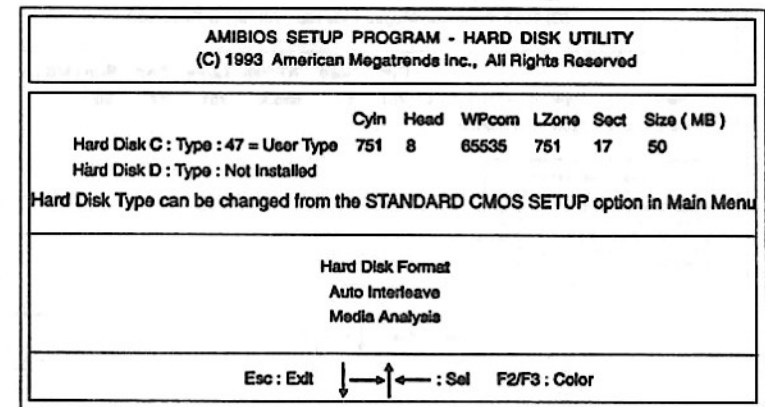 AMIBIOS SETUP PROGRAM - HARD DISK UTILITY
(C) 1993 American Megatrends Inc., All Rights Reserved
Cyln Head WPcom LZone Sect Size ( MB )
Hard Disk C : Type : 47 = User Type 751 8 65535 751 17 50
Hard Disk D : Type : Not Installed
Hard Disk Type can be changed from the STANDARD CMOS SETUP option in Main Menu
Hard Disk Format
Auto Interleave
Media Analysis
Esc : Exit ↓→↑← : Sel F2/F3 : Color